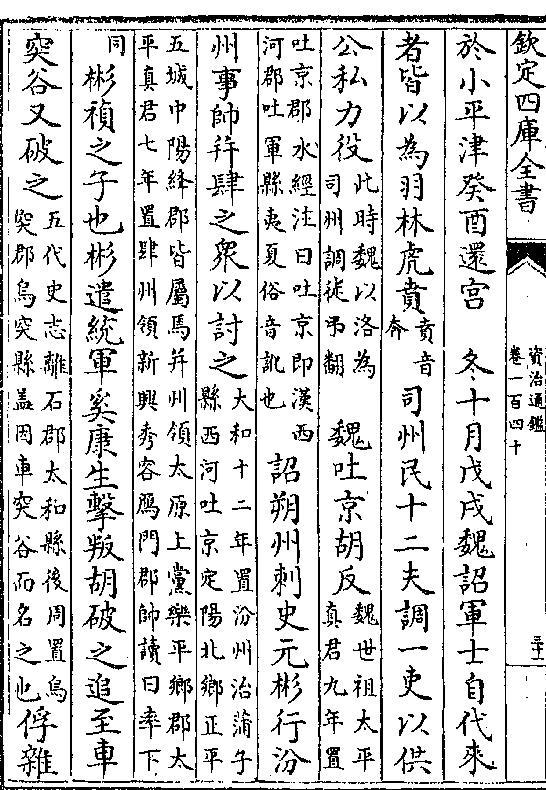 欽定四庫全書
資治通鑑
卷一百四十
於小平津癸酉還宫　冬十月戊戌魏詔軍士自代來
者皆以為羽林虎賁賁音奔司州民十二夫調一吏以供
公私力役此時魏以洛為司州調徒弔翻　魏吐京胡反魏世祖太平真君九年置
吐京郡水經注曰吐京即漢西河郡吐軍縣夷夏俗音訛也詔朔州刺史元彬行汾
州事帥幷肆之衆以討之大和十二年置汾州治蒲子縣西河吐京定陽北鄉正平
五城中陽絳郡皆屬焉幷州領太原上黨樂平鄉郡太平真君七年置肆州領新興秀容鴈門郡帥讀曰率下
同彬禎之子也彬遣統軍奚康生擊叛胡破之追至車
突谷又破之五代史志離石郡太和縣後周置烏突郡烏突縣盖因車突谷而名之也俘雜